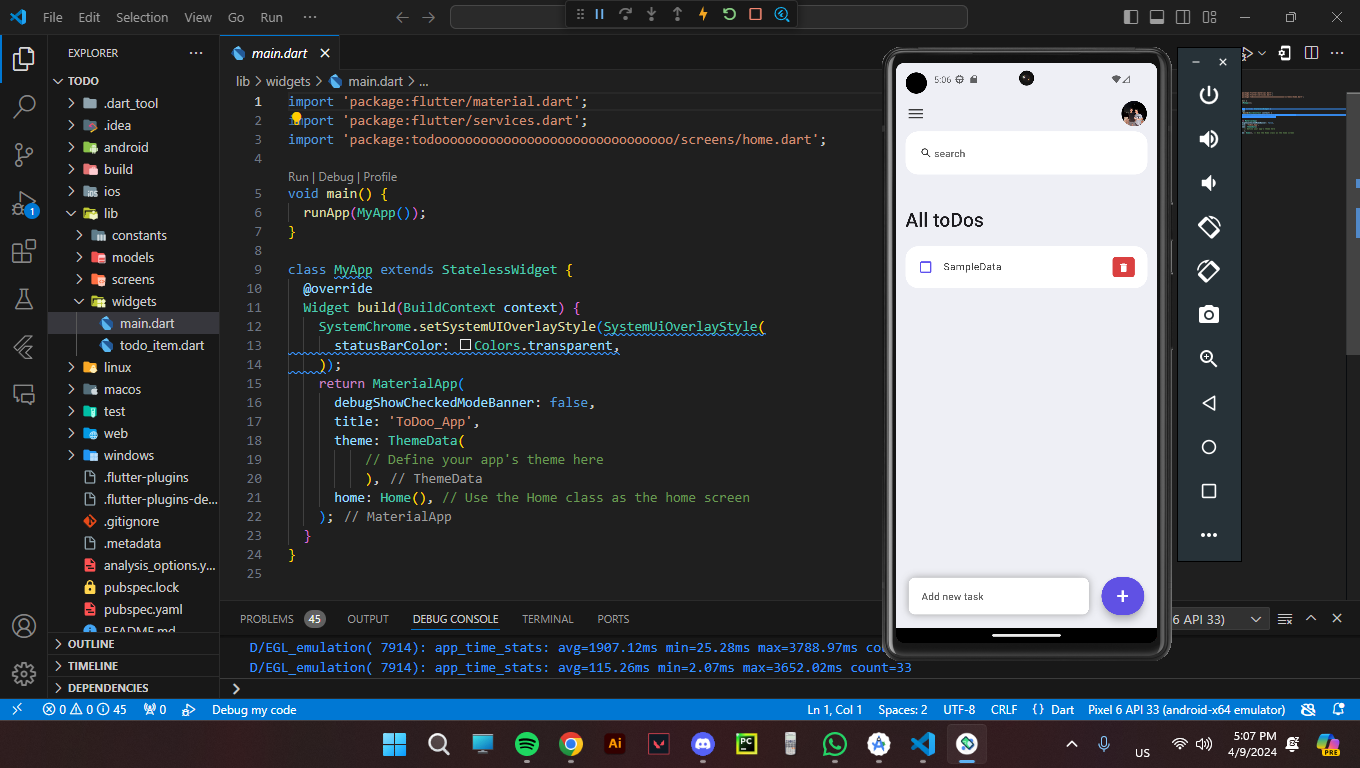 File Edit Selection View Go Run ···
EXPLORER ···
TODO
.dart_tool
.idea
android
build
ios
lib
constants
models
screens
widgets
main.dart
todo_item.dart
linux
macos
test
web
windows
.flutter-plugins
.flutter-plugins-de...
.gitignore
.metadata
analysis_options.y...
pubspec.lock
pubspec.yaml
README.md
OUTLINE
TIMELINE
DEPENDENCIES
1
main.dart
lib > widgets > main.dart > ...
1 import 'package:flutter/material.dart';
2 import 'package:flutter/services.dart';
3 import 'package:todooooooooooooooooooooooooooooooo/screens/home.dart';
4
Run | Debug | Profile
5 void main() {
6 runApp(MyApp());
7 }
8
9 class MyApp extends StatelessWidget {
10 @override
11 Widget build(BuildContext context) {
12 SystemChrome.setSystemUIOverlayStyle(SystemUiOverlayStyle(
13 statusBarColor: Colors.transparent,
14 ));
15 return MaterialApp(
16 debugShowCheckedModeBanner: false,
17 title: 'ToDoo_App',
18 theme: ThemeData(
19 // Define your app's theme here
20 ), // ThemeData
21 home: Home(), // Use the Home class as the home screen
22 ); // MaterialApp
23 }
24 }
25
PROBLEMS 45 OUTPUT DEBUG CONSOLE TERMINAL PORTS
6 API 33)
D/EGL_emulation( 7914): app_time_stats: avg=1907.12ms min=25.28ms max=3788.97ms cou
D/EGL_emulation( 7914): app_time_stats: avg=115.26ms min=2.07ms max=3652.02ms count=33
5:06
search
All toDos
SampleData
Add new task
+
0 0 45 0 Debug my code
Ln 1, Col 1 Spaces: 2 UTF-8 CRLF {} Dart Pixel 6 API 33 (android-x64 emulator)
Ai
PC
US
5:07 PM
4/9/2024
PRE